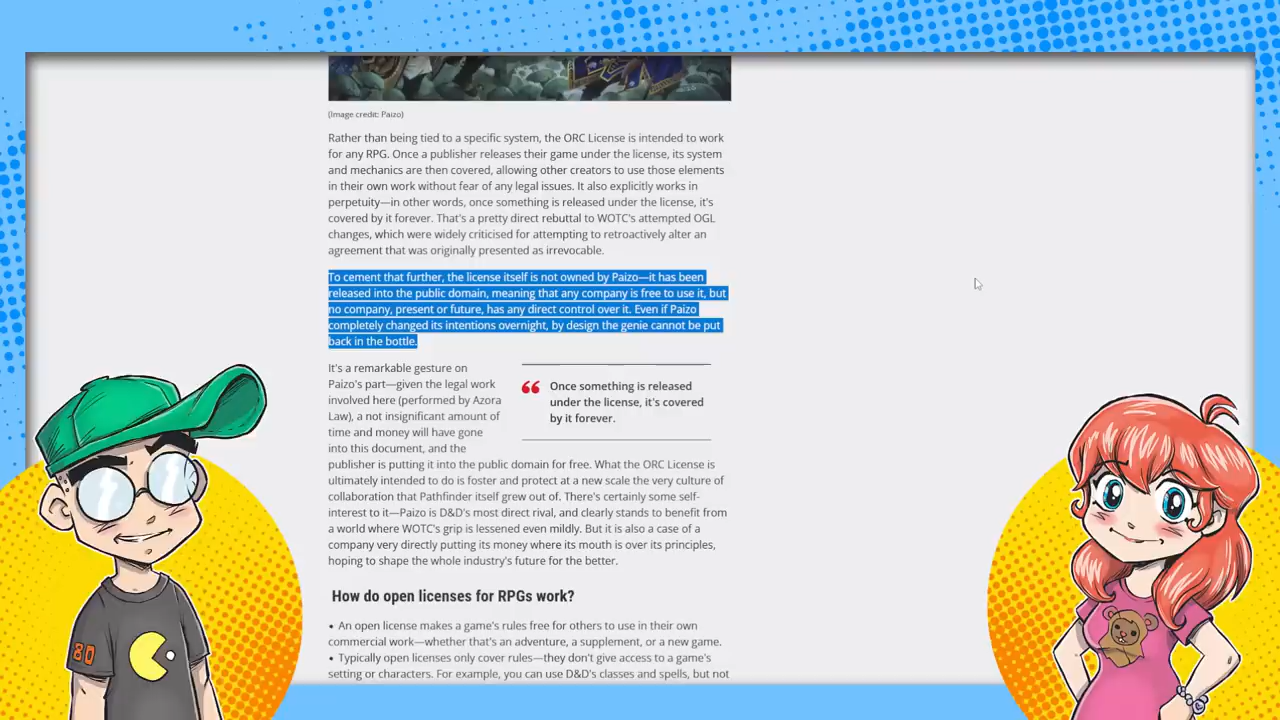 (Image credit: Paizo)
Rather than being tied to a specific system, the ORC License is intended to work
for any RPG. Once a publisher releases their game under the license, its system
and mechanics are then covered, allowing other creators to use those elements
in their own work without fear of any legal issues. It also explicitly works in
perpetuity—in other words, once something is released under the license, it's
covered by it forever. That's a pretty direct rebuttal to WOTC's attempted OGL
changes, which were widely criticised for attempting to retroactively alter an
agreement that was originally presented as irrevocable.
To cement that further, the license itself is not owned by Paizo—it has been
released into the public domain, meaning that any company is free to use it, but
no company, present or future, has any direct control over it. Even if Paizo
completely changed its intentions overnight, by design the genie cannot be put
back in the bottle.
It's a remarkable gesture on
Paizo's part—given the legal work
involved here (performed by Azora
Law), a not insignificant amount of
time and money will have gone
into this document, and the
publisher is putting it into the public domain for free. What the ORC License is
ultimately intended to do is foster and protect at a new scale the very culture of
collaboration that Pathfinder itself grew out of. There's certainly some self-
interest to it—Paizo is D&D's most direct rival, and clearly stands to benefit from
a world where WOTC's grip is lessened even mildly. But it is also a case of a
company very directly putting its money where its mouth is over its principles,
hoping to shape the whole industry's future for the better.
Once something is released
under the license, it's covered
by it forever.
How do open licenses for RPGs work?
• An open license makes a game's rules free for others to use in their own
commercial work—whether that's an adventure, a supplement, or a new game.
• Typically open licenses only cover rules—they don't give access to a game's
setting or characters. For example, you can use D&D's classes and spells, but not
80